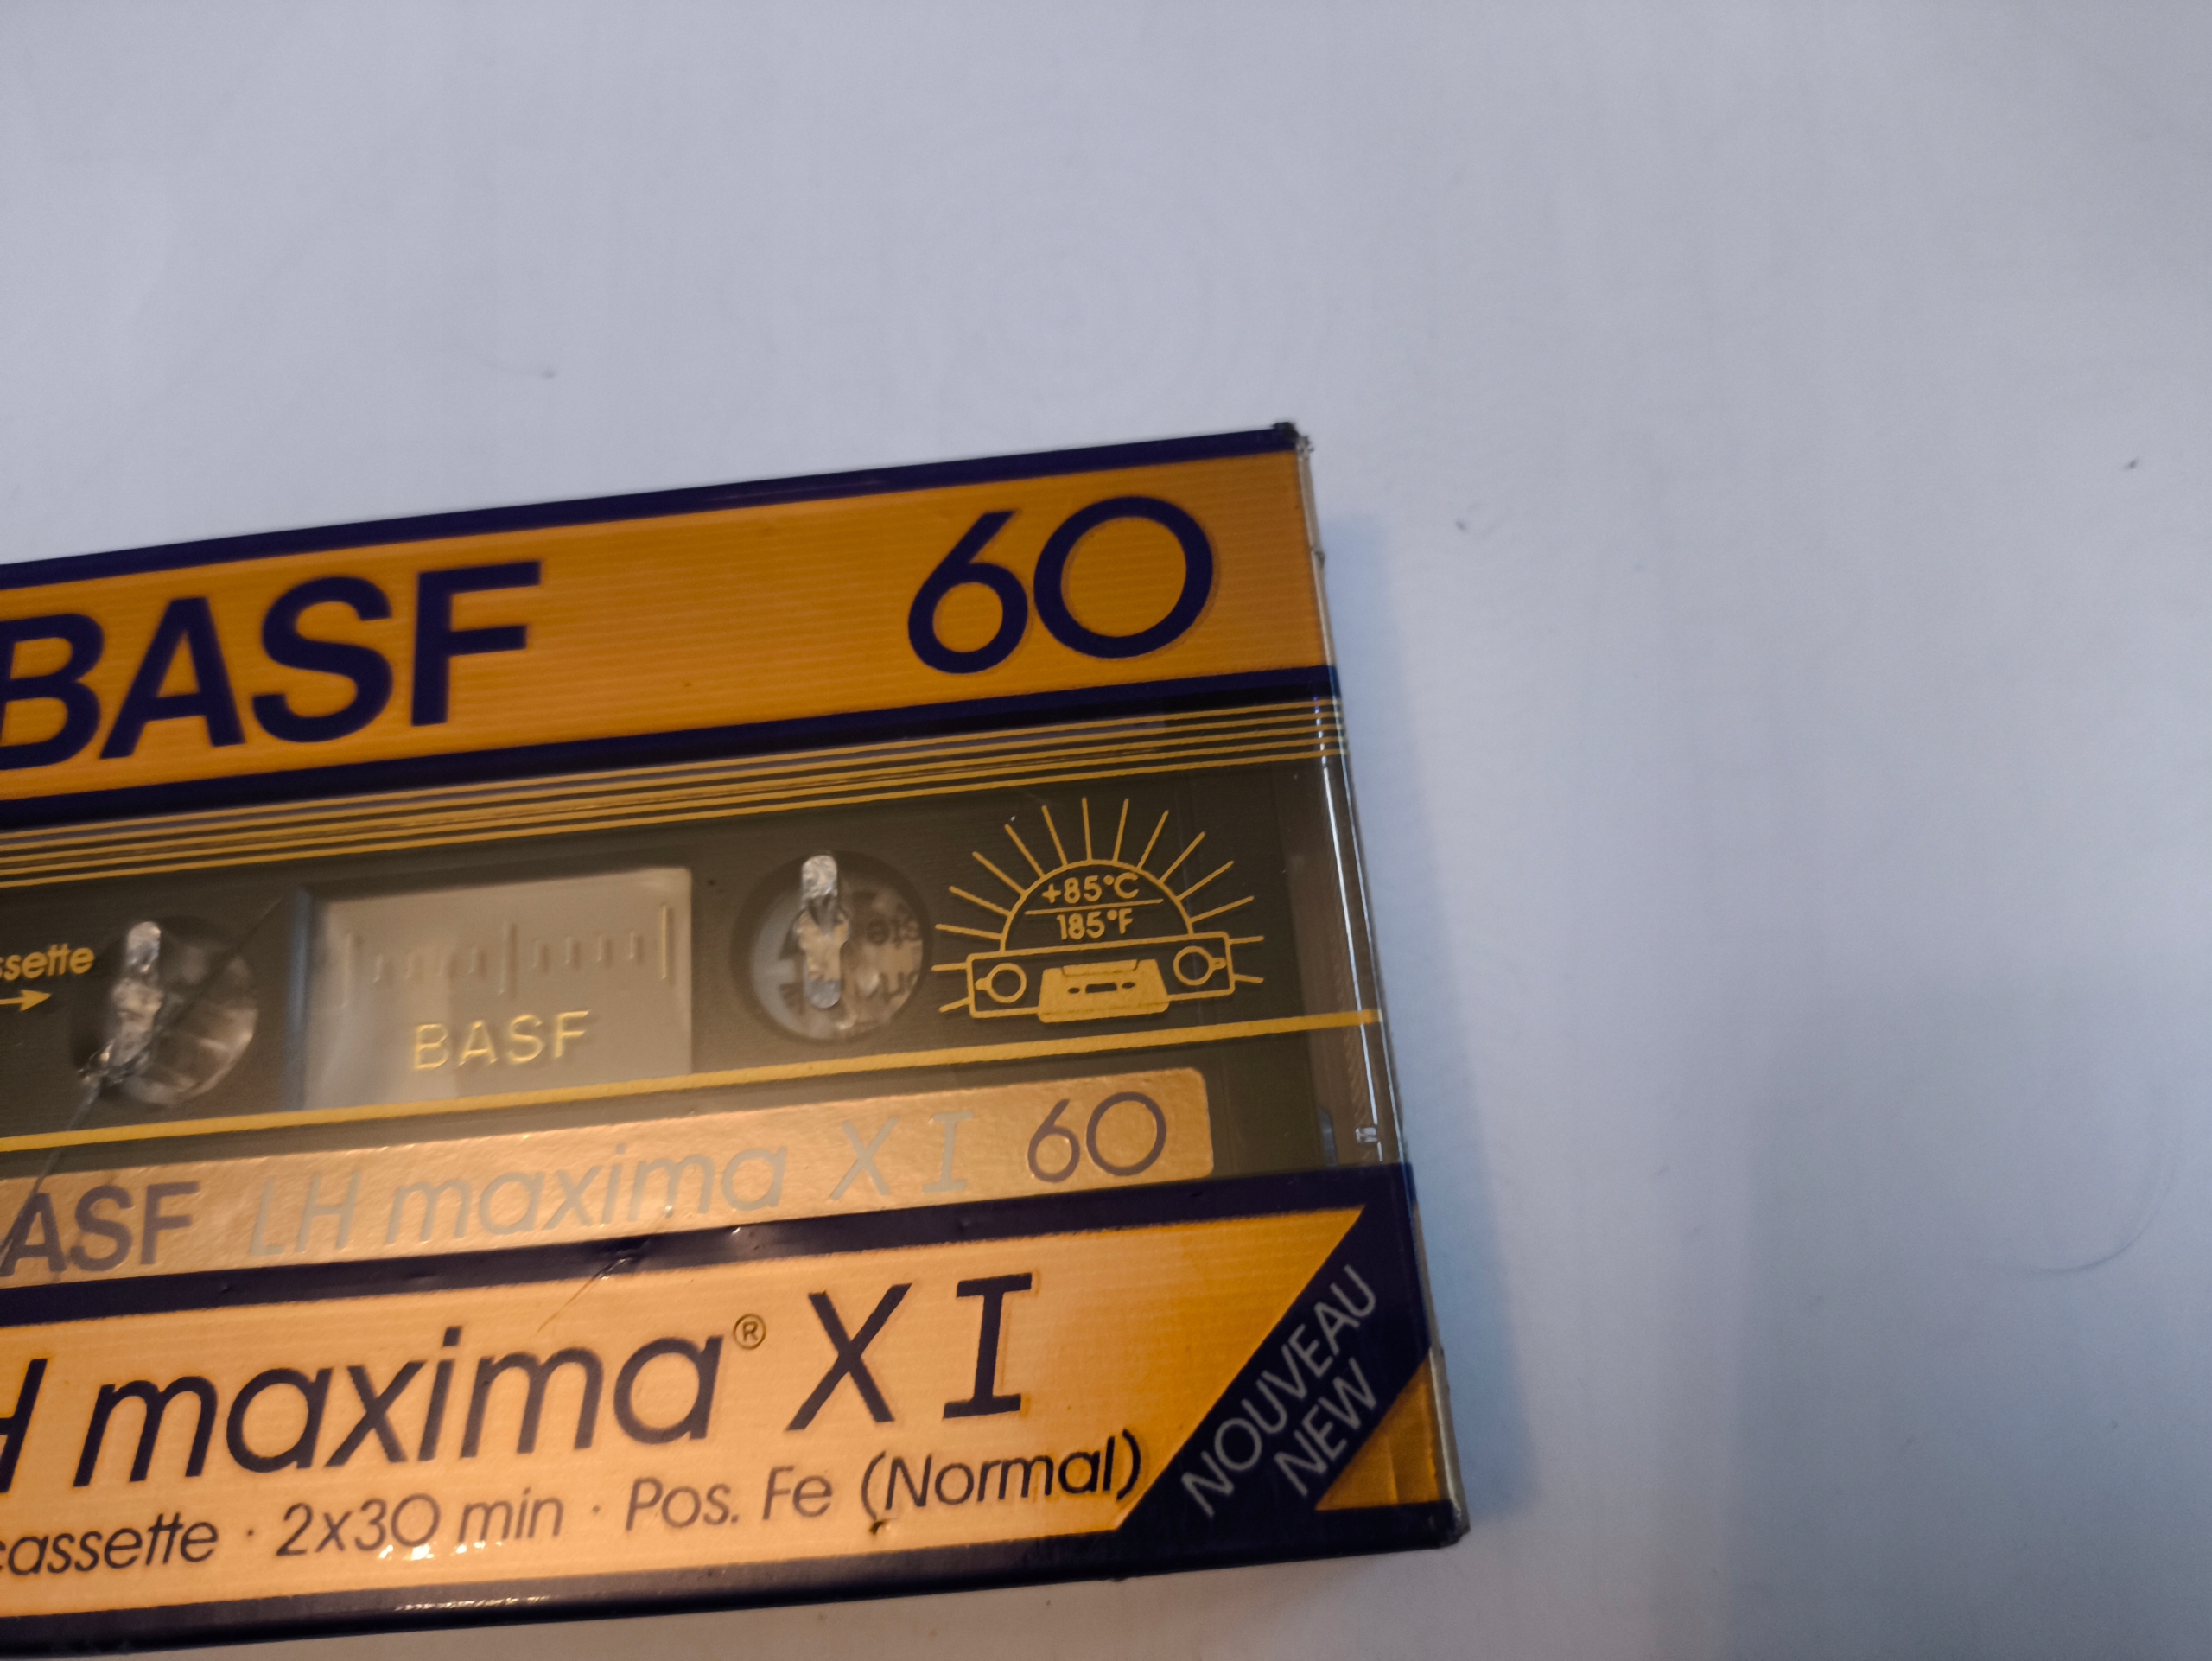 BASF 60
+85°C
185°F
ssette
BASF
ASF LH maxima XI 60
H maxima® XI
cassette · 2x30 min · Pos. Fe (Normal)
NOUVEAU
NEW